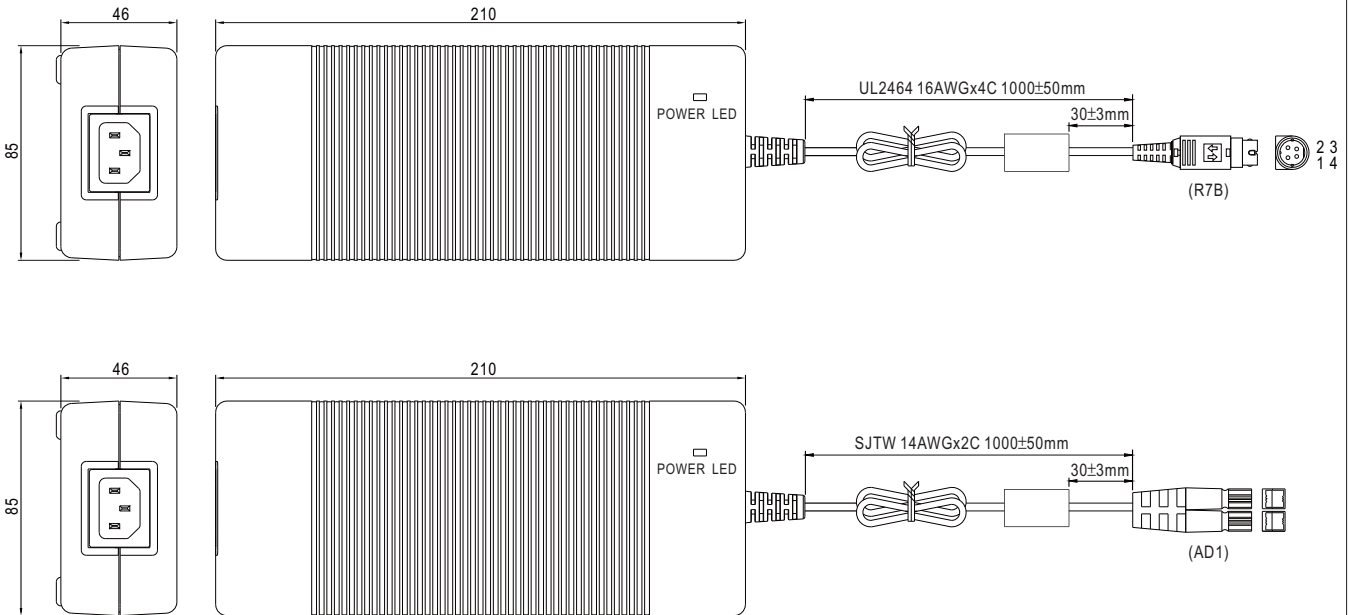 46
210
85
POWER LED
UL2464 16AWGx4C 1000±50mm
30±3mm
2 3
1 4
(R7B)
46
210
85
POWER LED
SJTW 14AWGx2C 1000±50mm
30±3mm
(AD1)